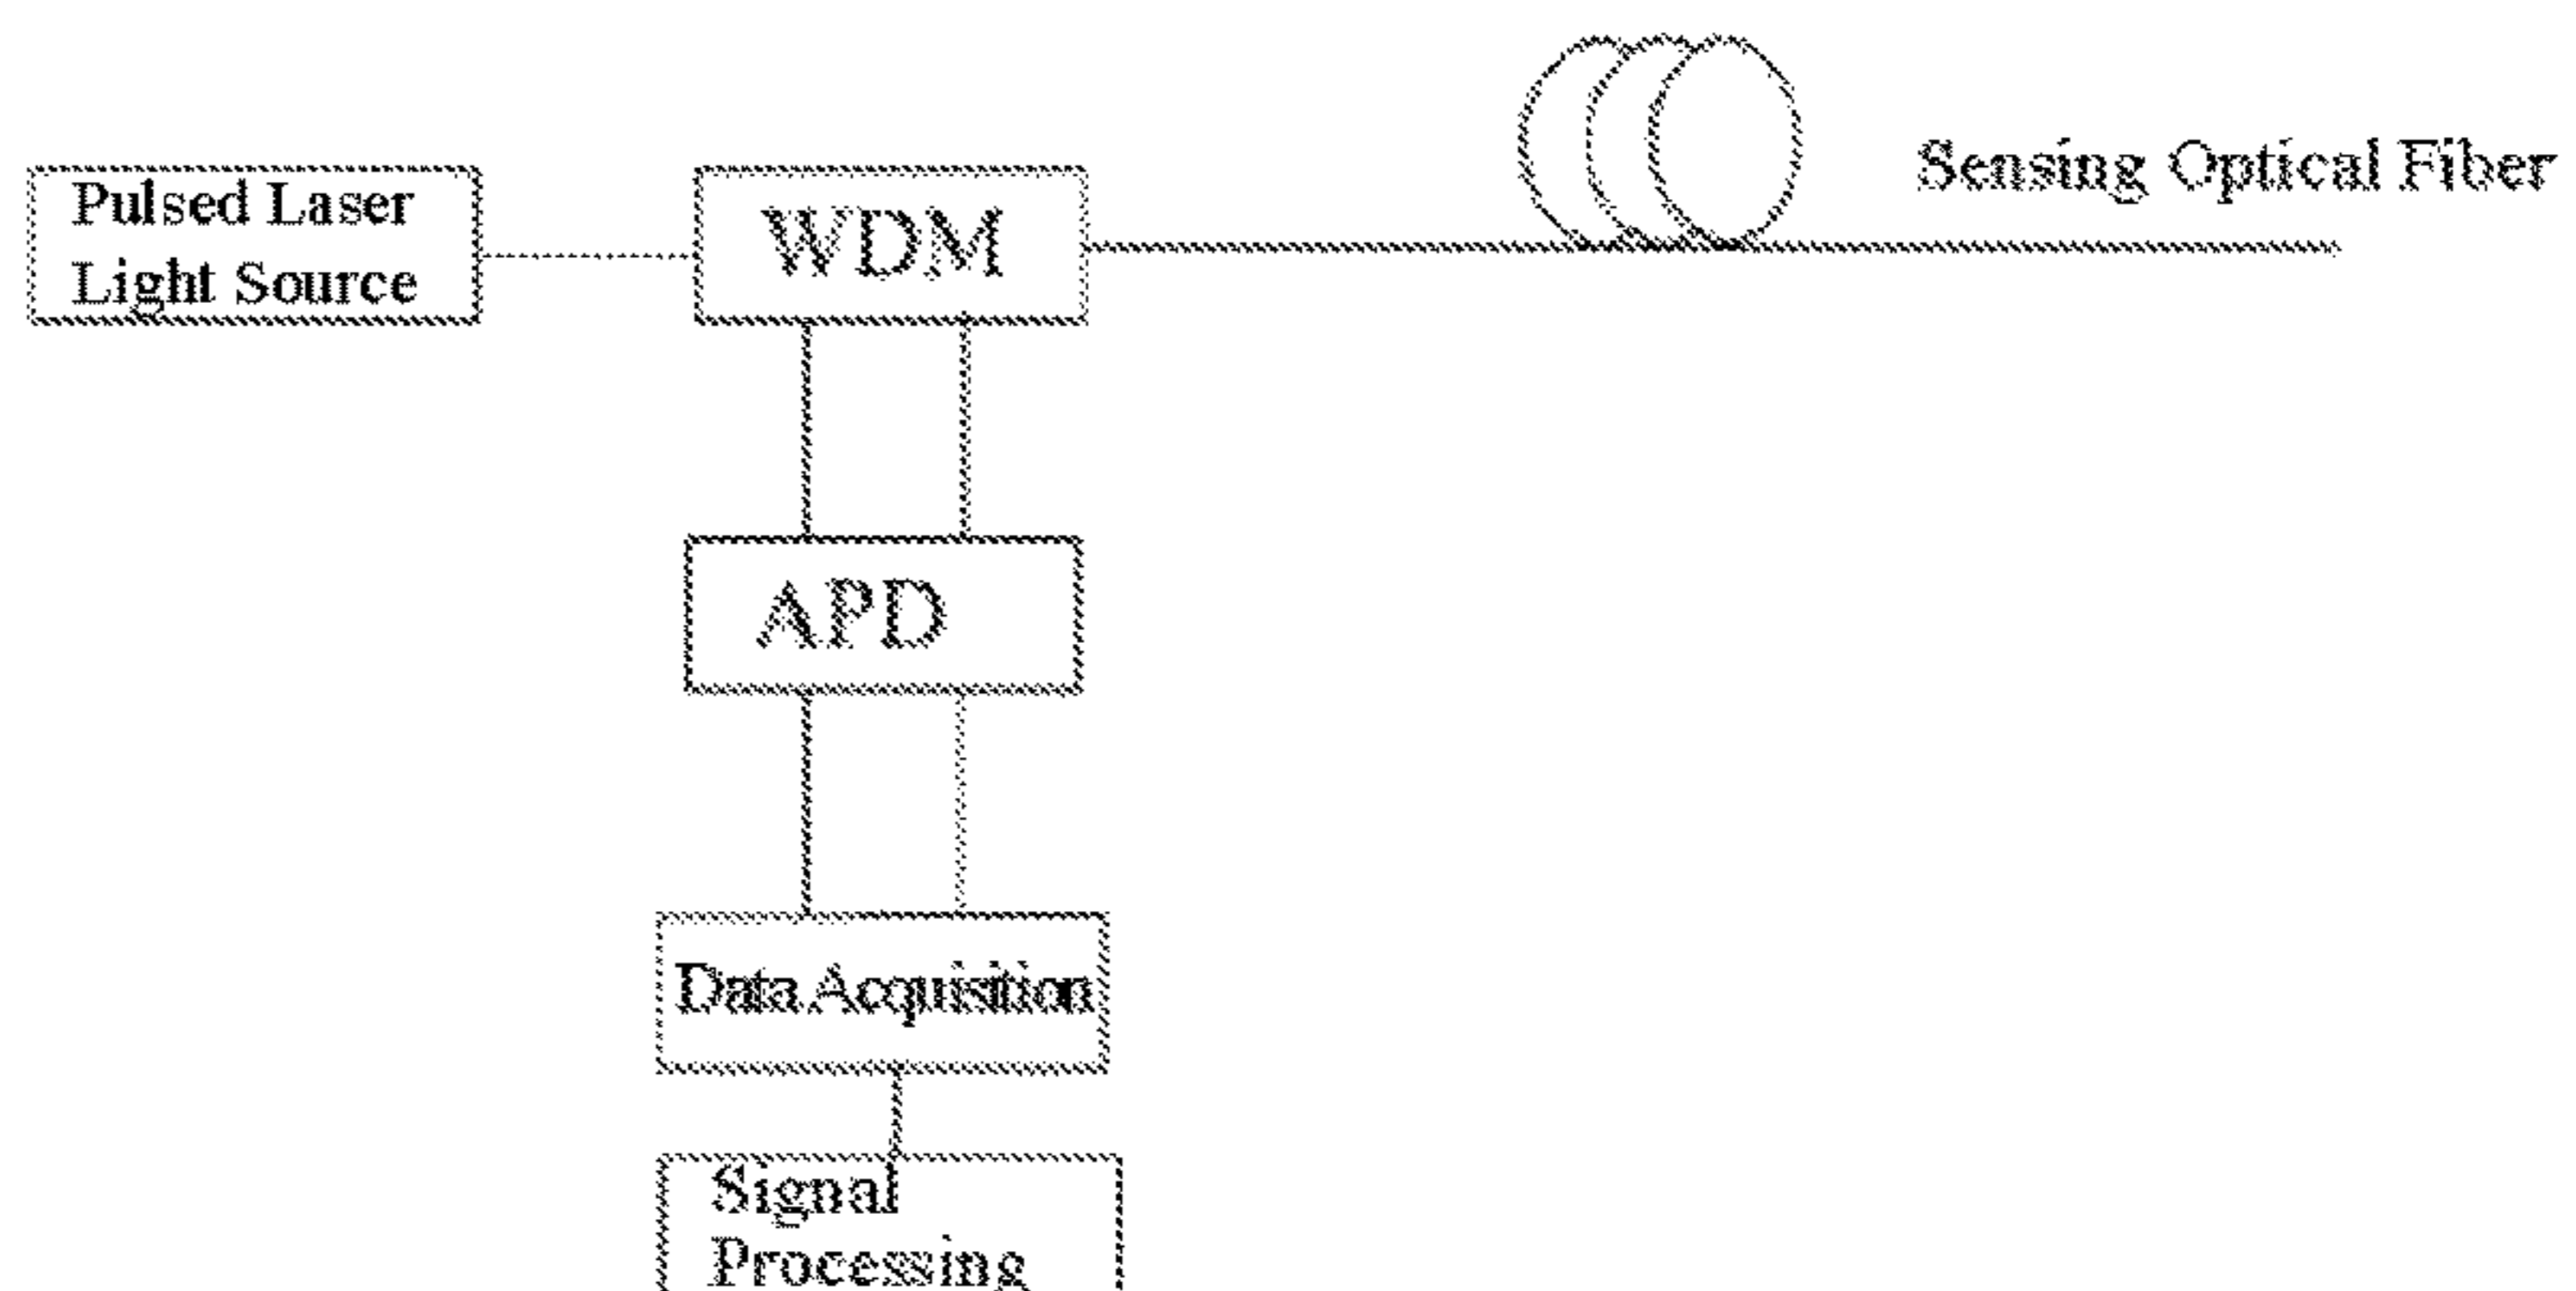 Pulsed Laser
Light Source
WDM
Sensing Optical Fiber
APD
Data Acquisition
Signal
Processing